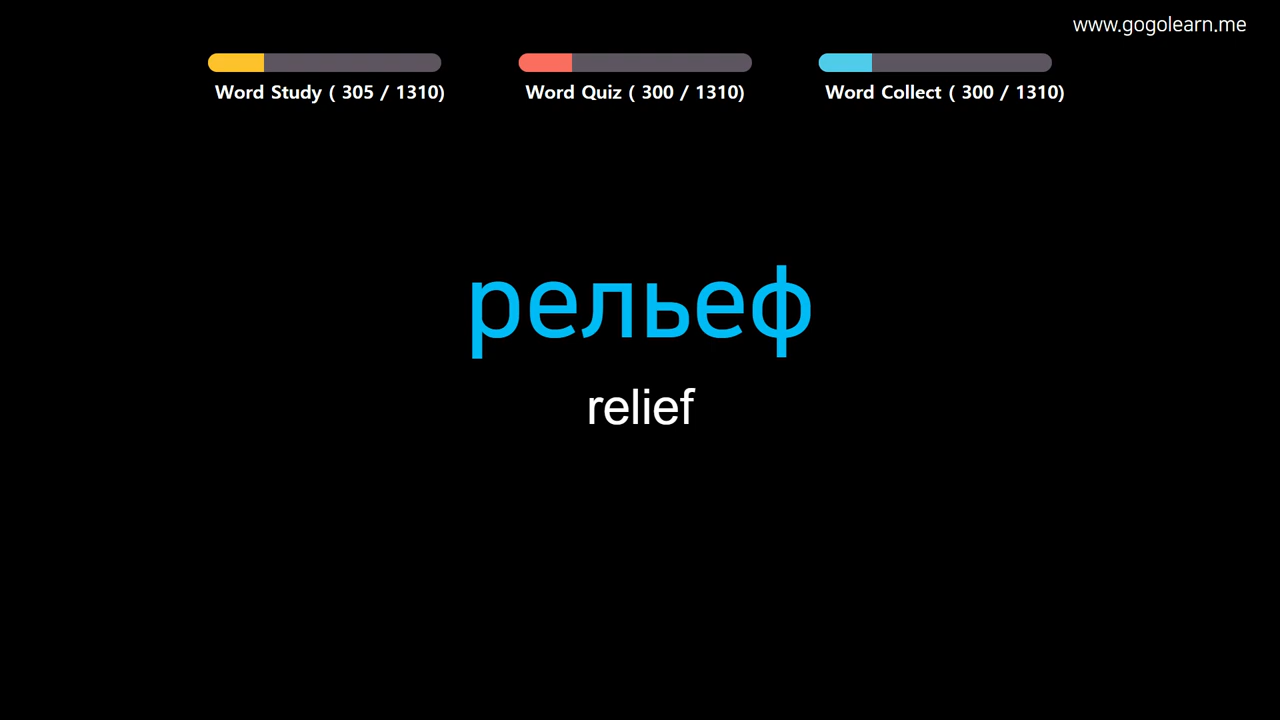 www.gogolearn.me
Word Study ( 305 / 1310)
Word Quiz ( 300 / 1310)
Word Collect ( 300 / 1310)
рельеф
relief